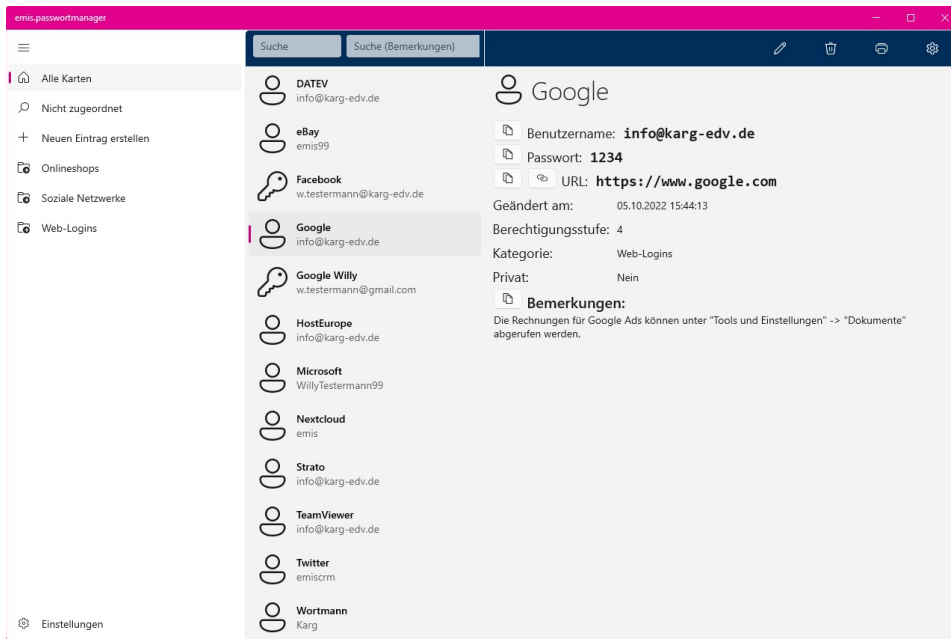 emis.passwortmanager
Alle Karten
Nicht zugeordnet
Neuen Eintrag erstellen
Onlineshops
Soziale Netzwerke
Web-Logins
Einstellungen
Suche
Suche (Bemerkungen)
DATEV
info@karg-edv.de
eBay
emis99
Facebook
w.testermann@karg-edv.de
Google
info@karg-edv.de
Google Willy
w.testermann@gmail.com
HostEurope
info@karg-edv.de
Microsoft
WillyTestermann99
Nextcloud
emis
Strato
info@karg-edv.de
TeamViewer
info@karg-edv.de
Twitter
emiscrm
Wortmann
Karg
Google
Benutzername: info@karg-edv.de
Passwort: 1234
URL: https://www.google.com
Geändert am: 05.10.2022 15:44:13
Berechtigungsstufe: 4
Kategorie: Web-Logins
Privat: Nein
Bemerkungen:
Die Rechnungen für Google Ads können unter "Tools und Einstellungen" -> "Dokumente"
abgerufen werden.